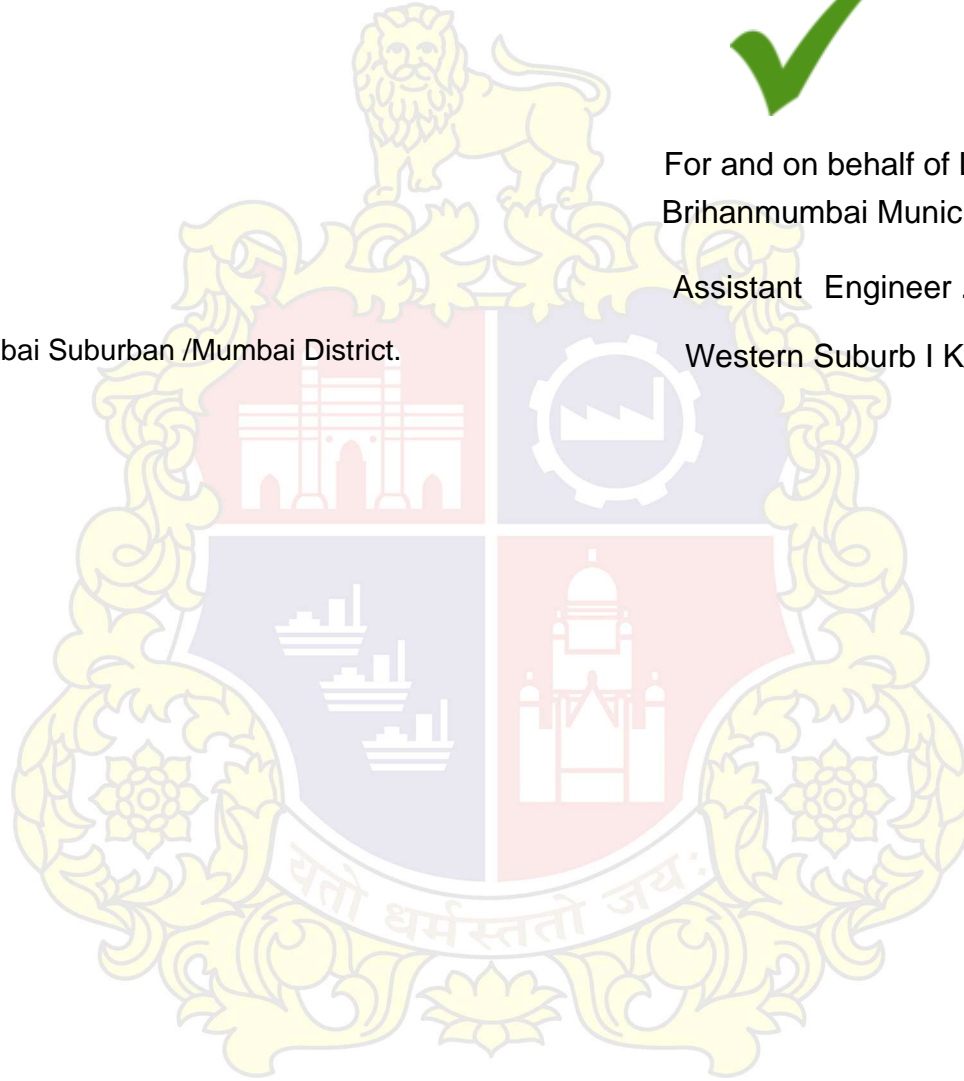 For and on behalf of
Brihanmumbai Munic
Assistant Engineer .
bai Suburban /Mumbai District.
Western Suburb I K
यतो धर्मस्ततो जय: